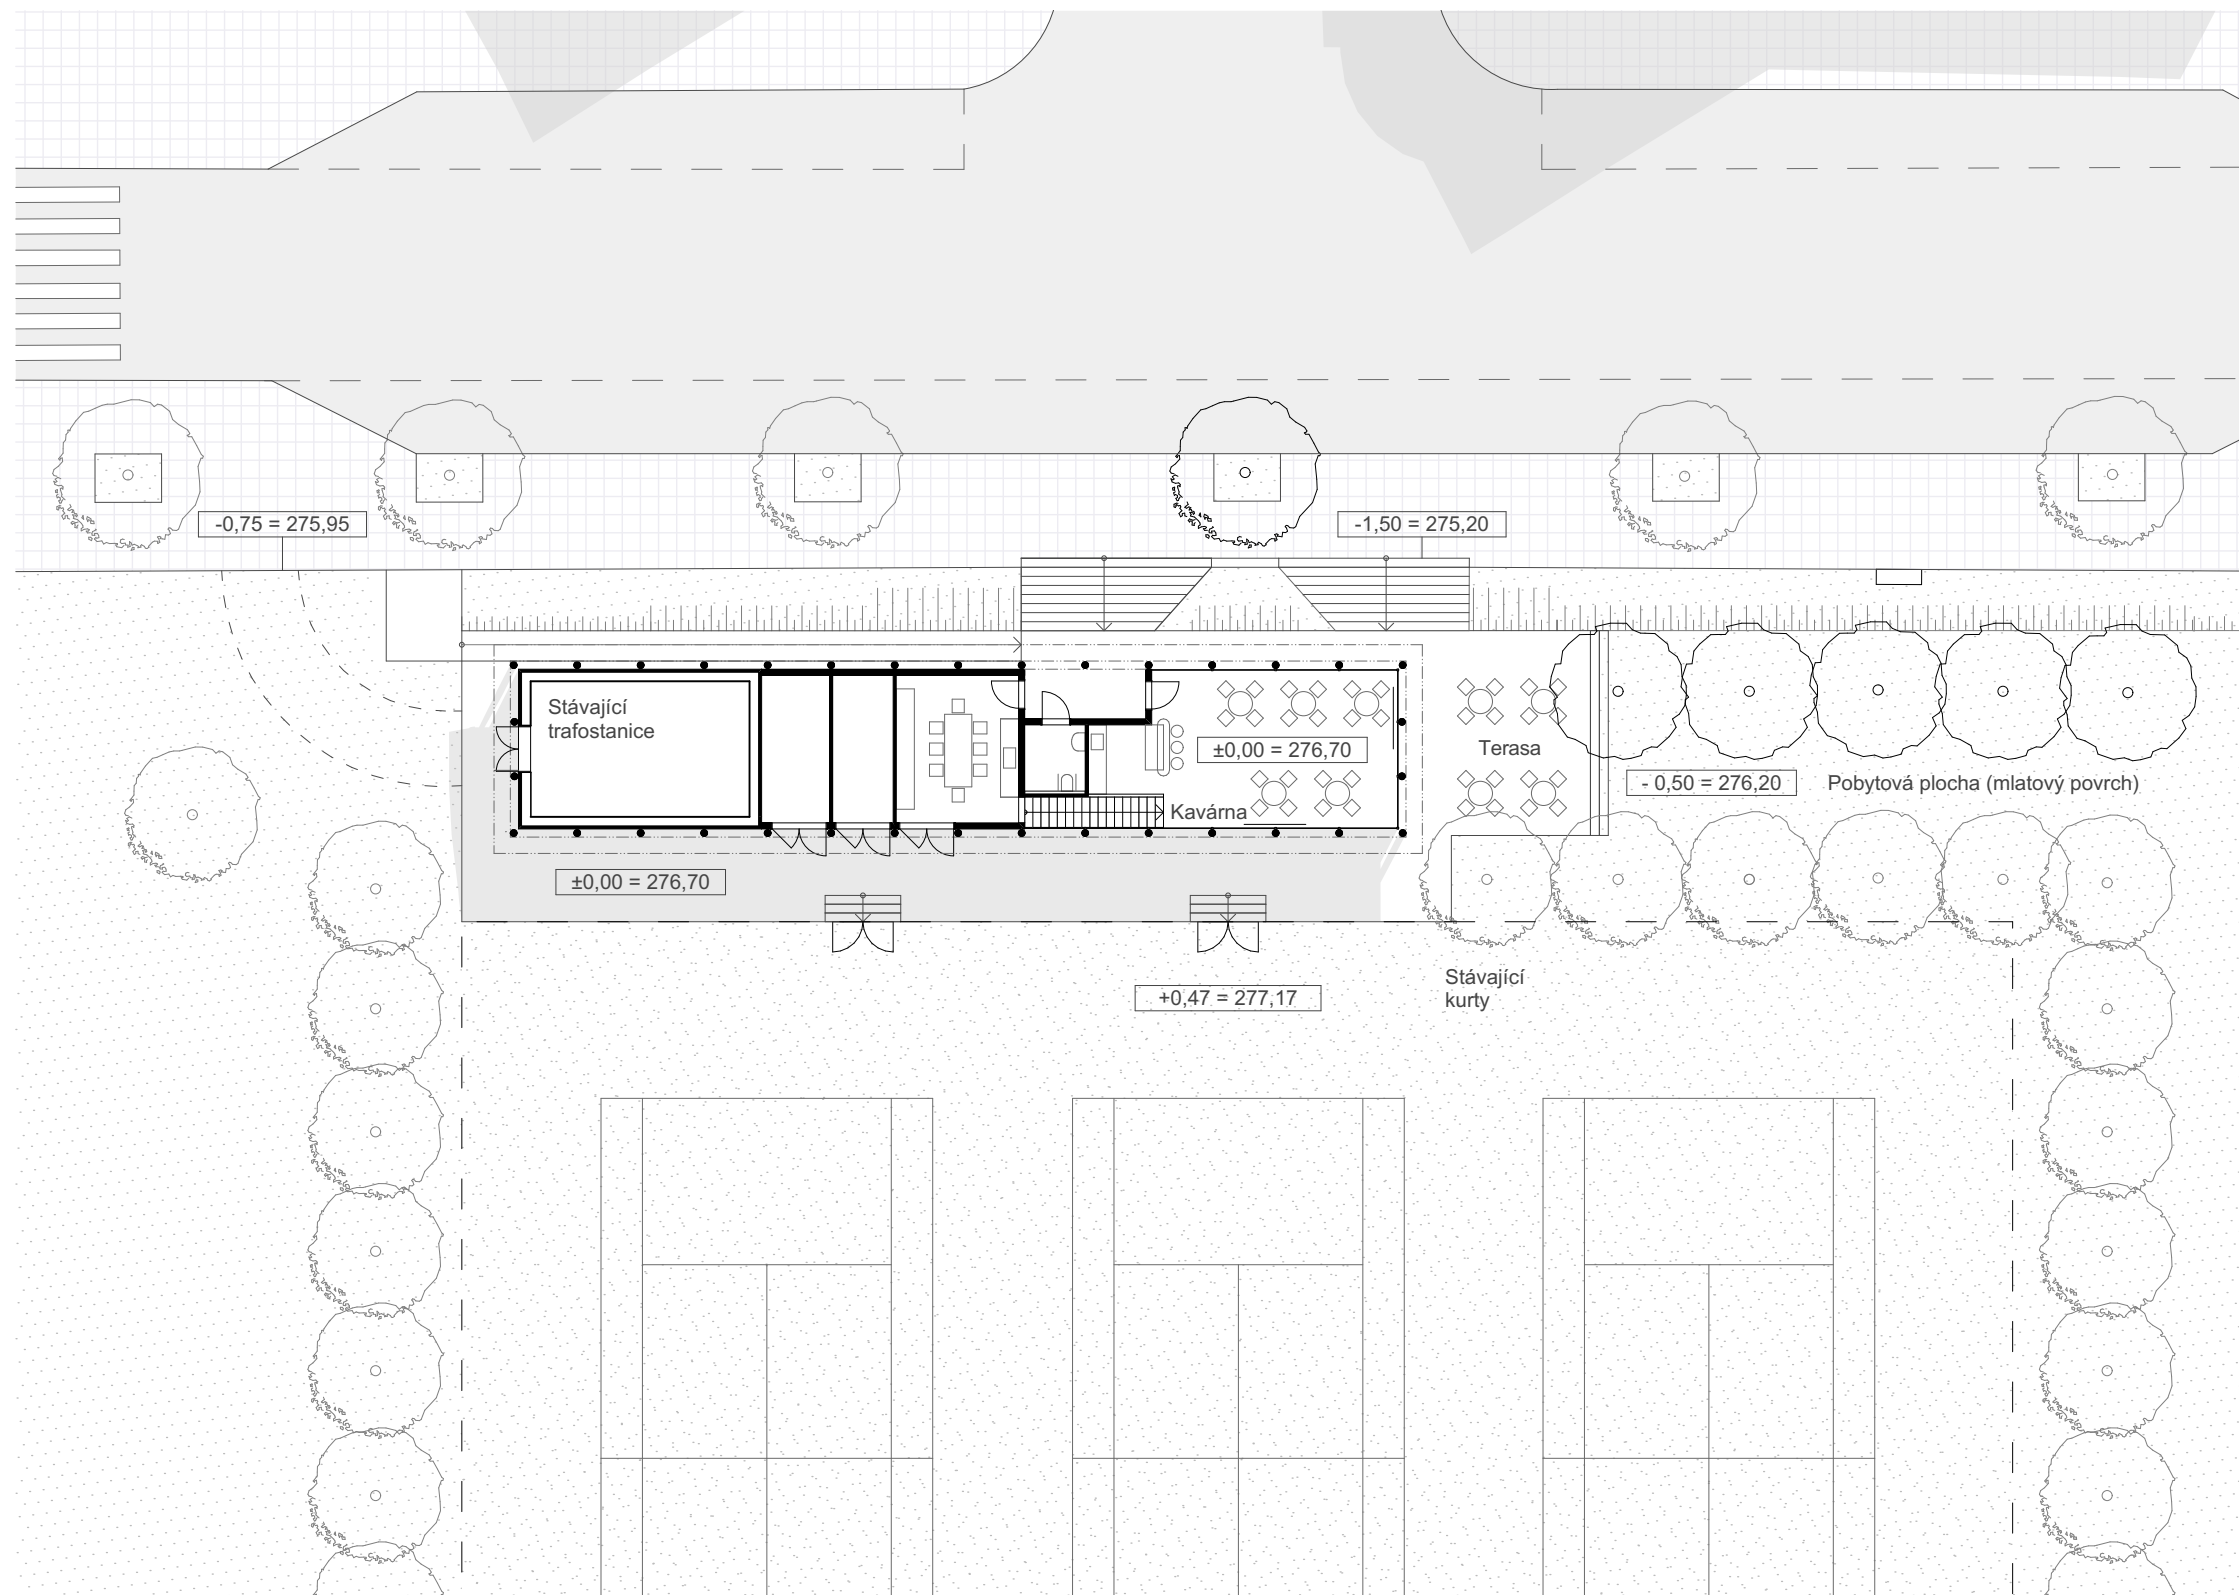 -0,75 = 275,95
-1,50 = 275,20
Stávající
trafostanice
±0,00 = 276,70
Terasa
- 0,50 = 276,20
Pobytová plocha (mlatový povrch)
Kavárna
±0,00 = 276,70
Stávající
kurty
+0,47 = 277,17